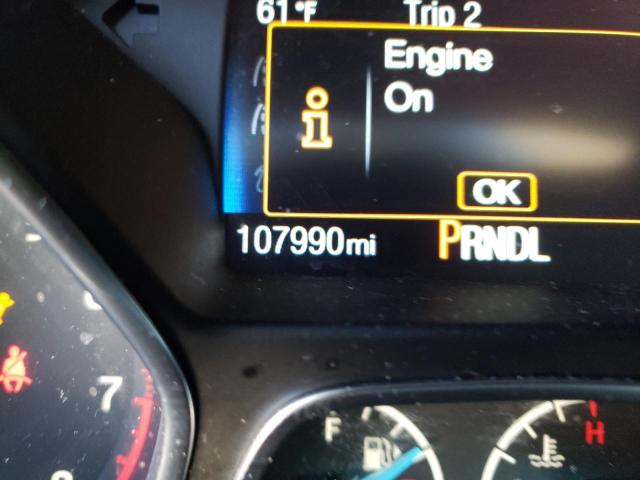 61°F Trip 2
Engine
On
i
OK
107990mi PRNDL
7
F
H